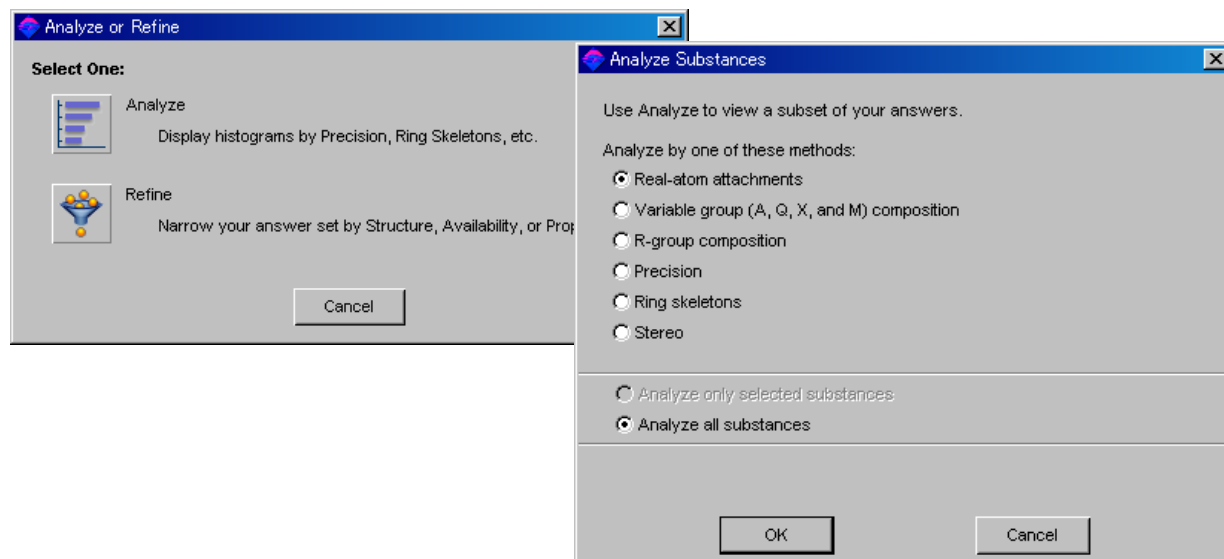 Analyze or Refine
Select One:
Analyze
Display histograms by Precision, Ring Skeletons, etc.
Refine
Narrow your answer set by Structure, Availability, or
Cancel
Analyze Substances
Use Analyze to view a subset of your answers.
Analyze by one of these methods:
Real-atom attachments
Variable group (A, Q, X, and M) composition
R-group composition
Precision
Ring skeletons
Stereo
Analyze only selected substances
Analyze all substances
OK
Cancel